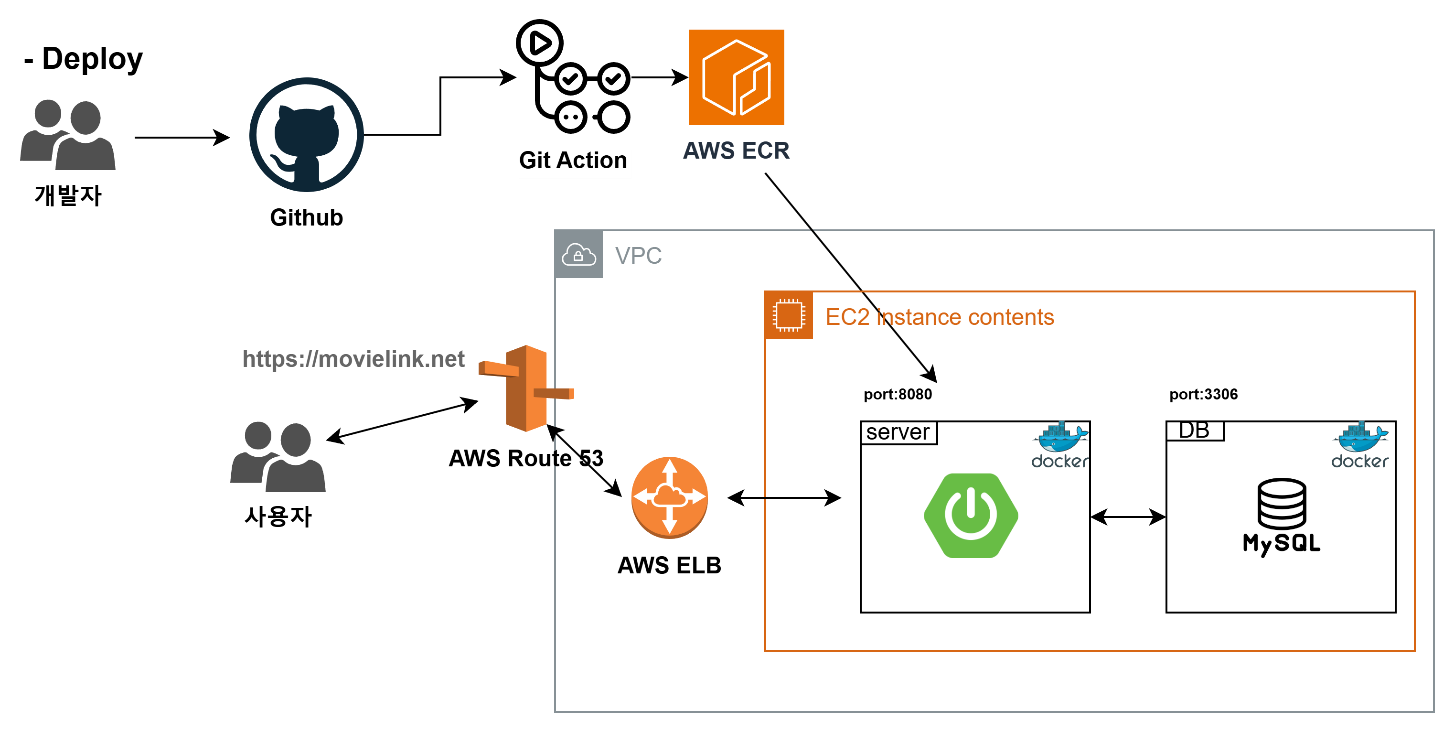 - Deploy
개발자
Github
Git Action
AWS ECR
VPC
EC2 instance contents
https://movielink.net
AWS Route 53
사용자
AWS ELB
port:8080
server
docker
port:3306
DB
docker
MySQL